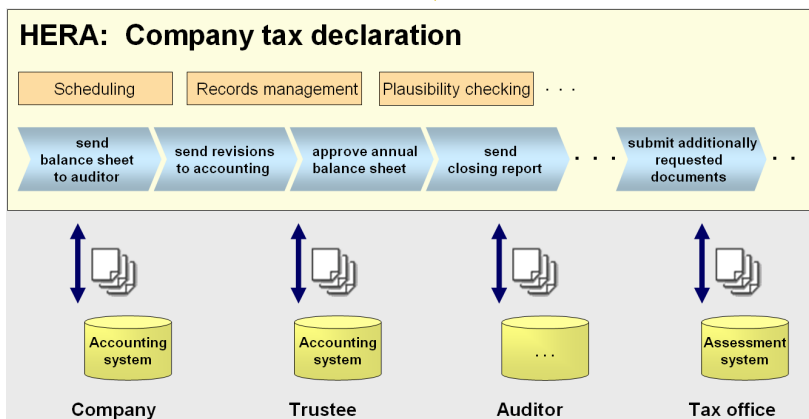 HERA: Company tax declaration
Scheduling
Records management
Plausibility checking
. . .
send
balance sheet
to auditor
send revisions
to accounting
approve annual
balance sheet
send
closing report
. . .
submit additionally
requested
documents
. .
Accounting
system
Accounting
system
. . .
Assessment
system
Company
Trustee
Auditor
Tax office